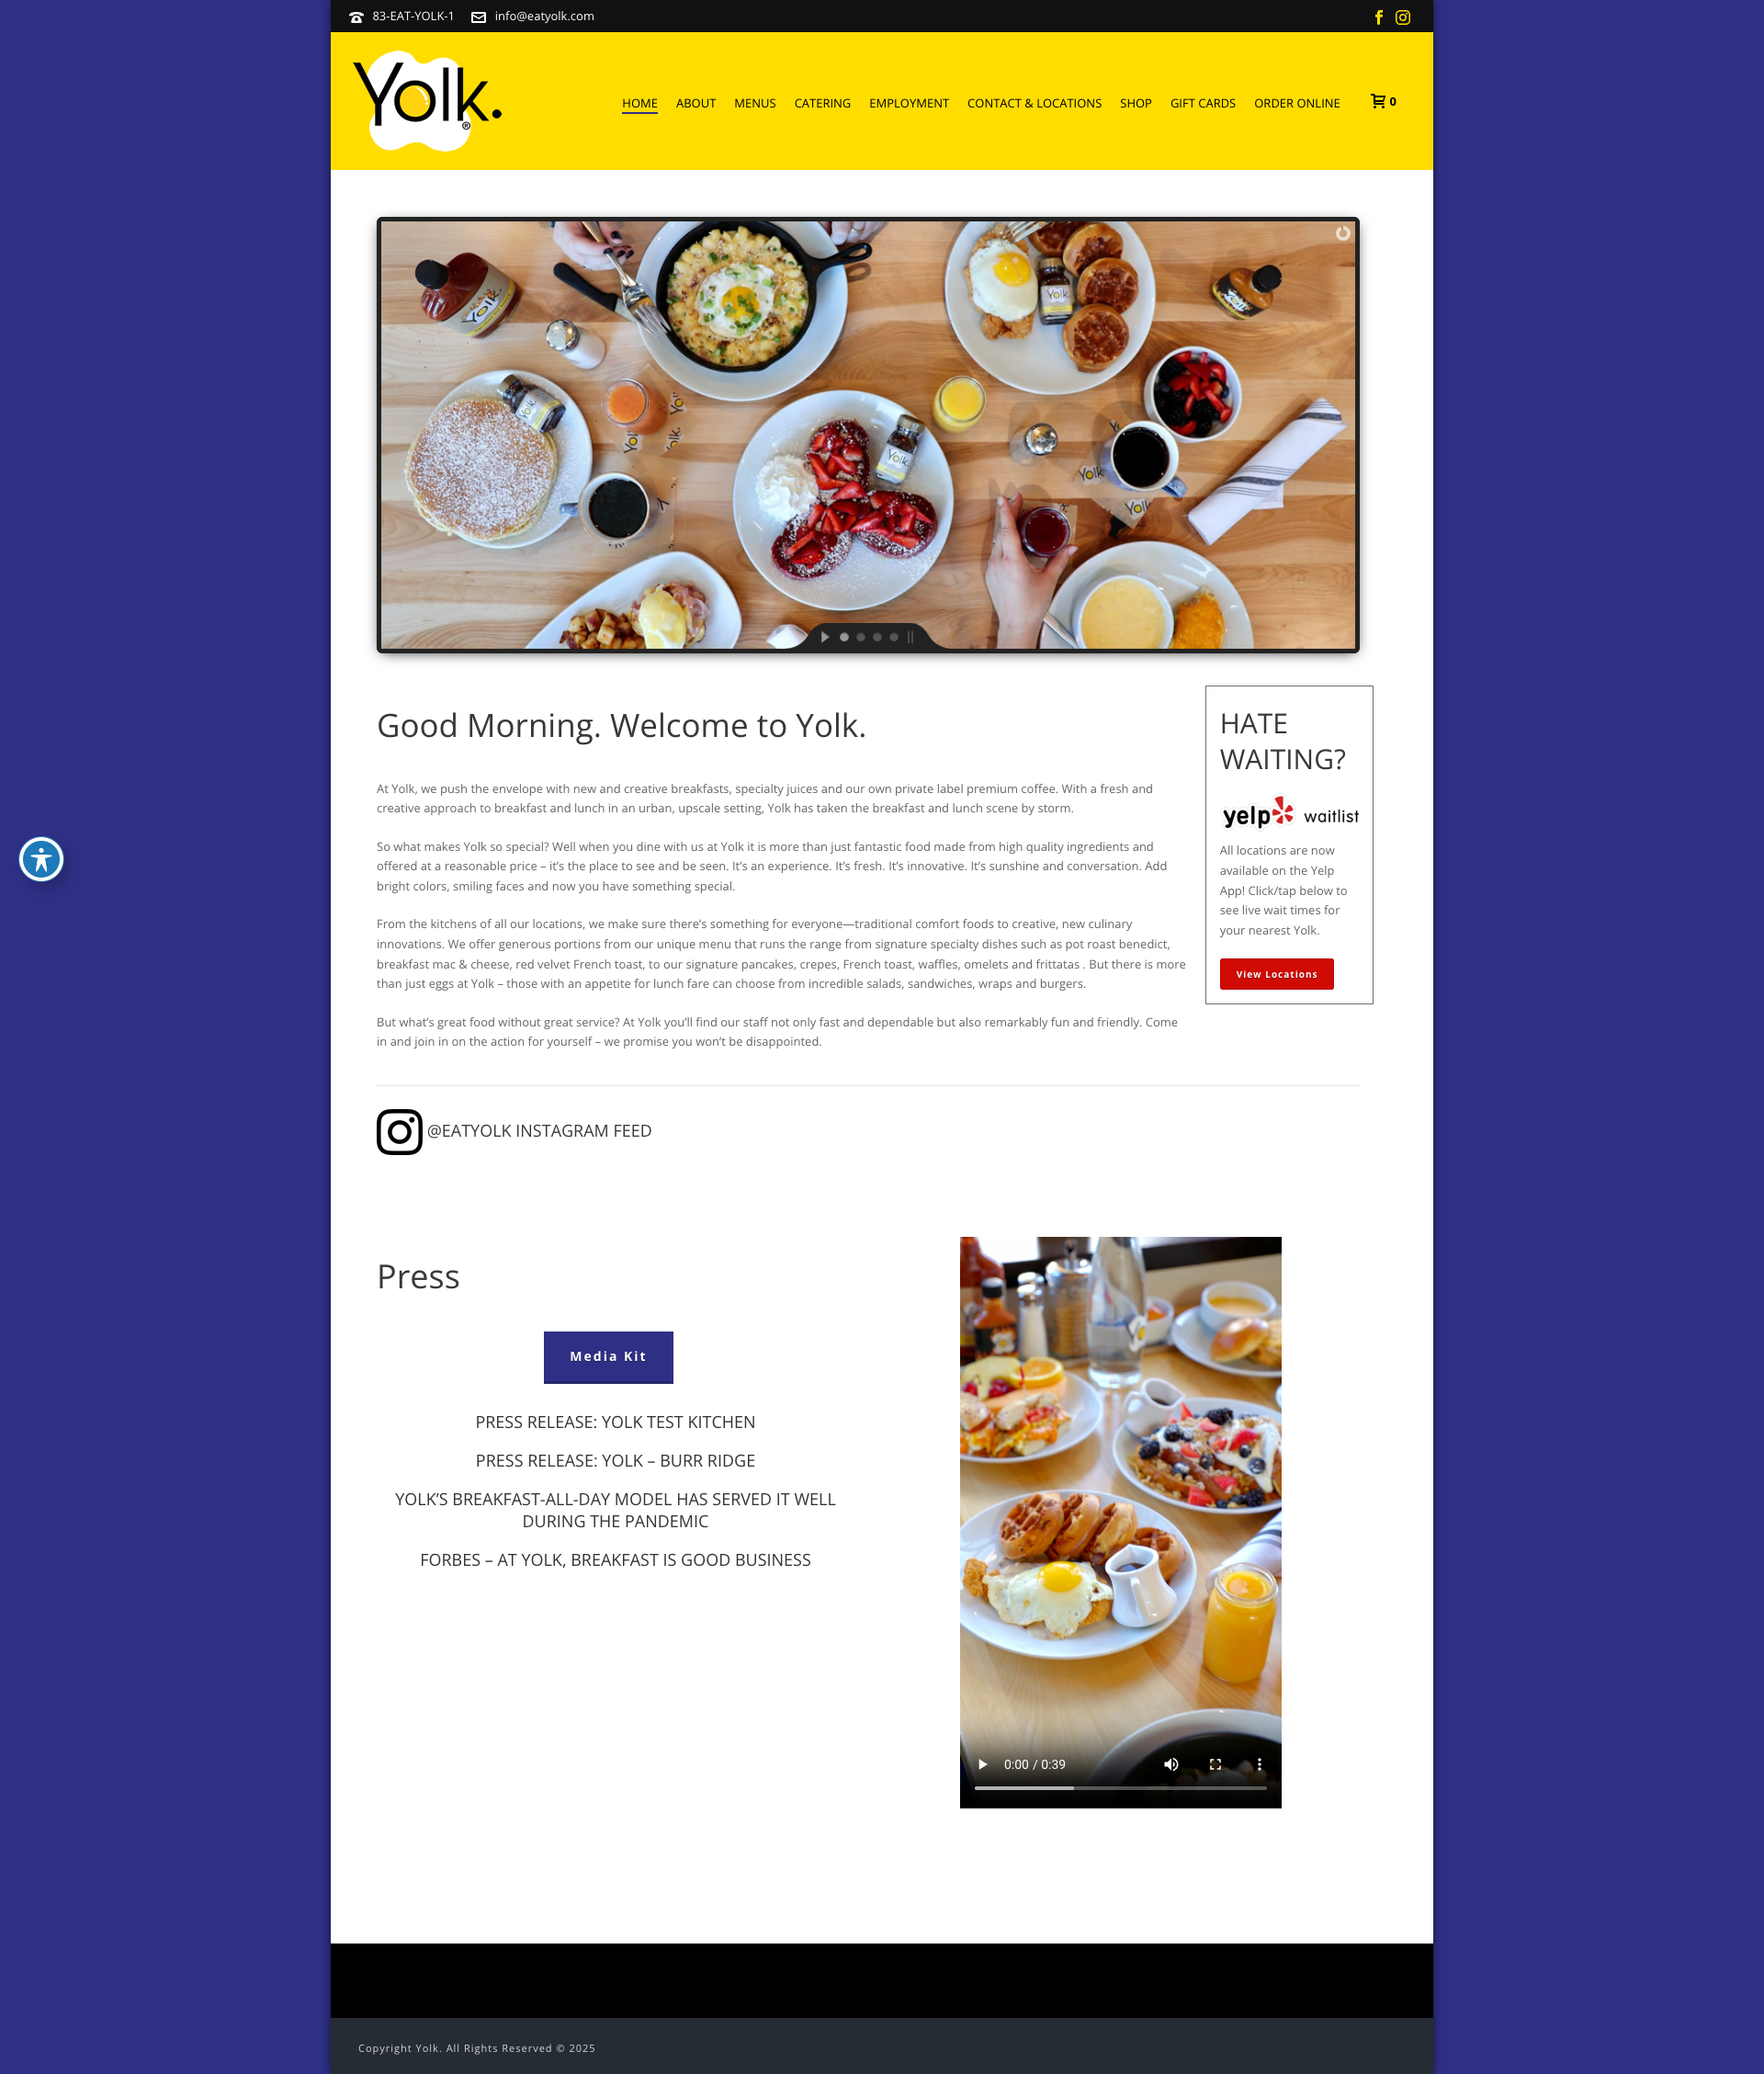 83-EAT-YOLK-1 info@eatyolk.com
Yolk.®
HOME ABOUT MENUS CATERING EMPLOYMENT CONTACT & LOCATIONS SHOP GIFT CARDS ORDER ONLINE 0
Yolk.
Yolk.
Yolk.
Yolk.
Yolk.
Yolk.
Good Morning. Welcome to Yolk.
At Yolk, we push the envelope with new and creative breakfasts, specialty juices and our own private label premium coffee. With a fresh and
creative approach to breakfast and lunch in an urban, upscale setting, Yolk has taken the breakfast and lunch scene by storm.
So what makes Yolk so special? Well when you dine with us at Yolk it is more than just fantastic food made from high quality ingredients and
offered at a reasonable price – it’s the place to see and be seen. It’s an experience. It’s fresh. It’s innovative. It’s sunshine and conversation. Add
bright colors, smiling faces and now you have something special.
From the kitchens of all our locations, we make sure there’s something for everyone—traditional comfort foods to creative, new culinary
innovations. We offer generous portions from our unique menu that runs the range from signature specialty dishes such as pot roast benedict,
breakfast mac & cheese, red velvet French toast, to our signature pancakes, crepes, French toast, waffles, omelets and frittatas . But there is more
than just eggs at Yolk – those with an appetite for lunch fare can choose from incredible salads, sandwiches, wraps and burgers.
But what’s great food without great service? At Yolk you’ll find our staff not only fast and dependable but also remarkably fun and friendly. Come
in and join in on the action for yourself – we promise you won’t be disappointed.
HATE
WAITING?
yelp waitlist
All locations are now
available on the Yelp
App! Click/tap below to
see live wait times for
your nearest Yolk.
View Locations
@EATYOLK INSTAGRAM FEED
Press
Media Kit
PRESS RELEASE: YOLK TEST KITCHEN
PRESS RELEASE: YOLK – BURR RIDGE
YOLK’S BREAKFAST-ALL-DAY MODEL HAS SERVED IT WELL
DURING THE PANDEMIC
FORBES – AT YOLK, BREAKFAST IS GOOD BUSINESS
0:00 / 0:39
Copyright Yolk. All Rights Reserved © 2025